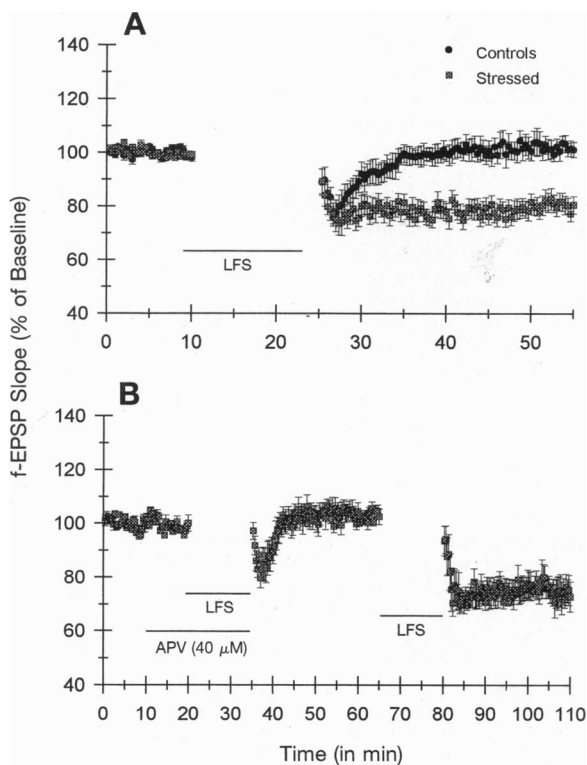 A
140
120
100
80
60
40
Controls
Stressed
LFS
0 10 20 30 40 50
f-EPSP Slope (% of Baseline)
B
140
120
100
80
60
40
LFS
APV (40 μM)
LFS
0 10 20 30 40 50 60 70 80 90 100 110
Time (in min)